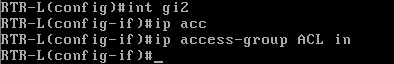 RTR-L(config)#int gi2
RTR-L(config-if)#ip acc
RTR-L(config-if)#ip access-group ACL in
RTR-L(config-if)#_